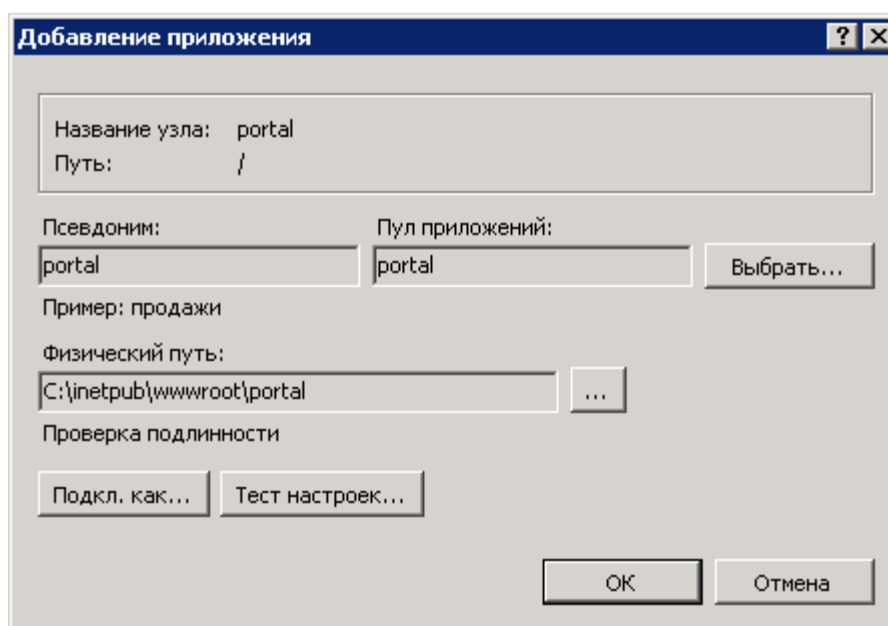 Добавление приложения
Название узла: portal
Путь: /
Псевдоним: Пул приложений:
portal portal Выбрать...
Пример: продажи
Физический путь:
C:\inetpub\wwwroot\portal ...
Проверка подлинности
Подкл. как... Тест настроек...
OK Отмена